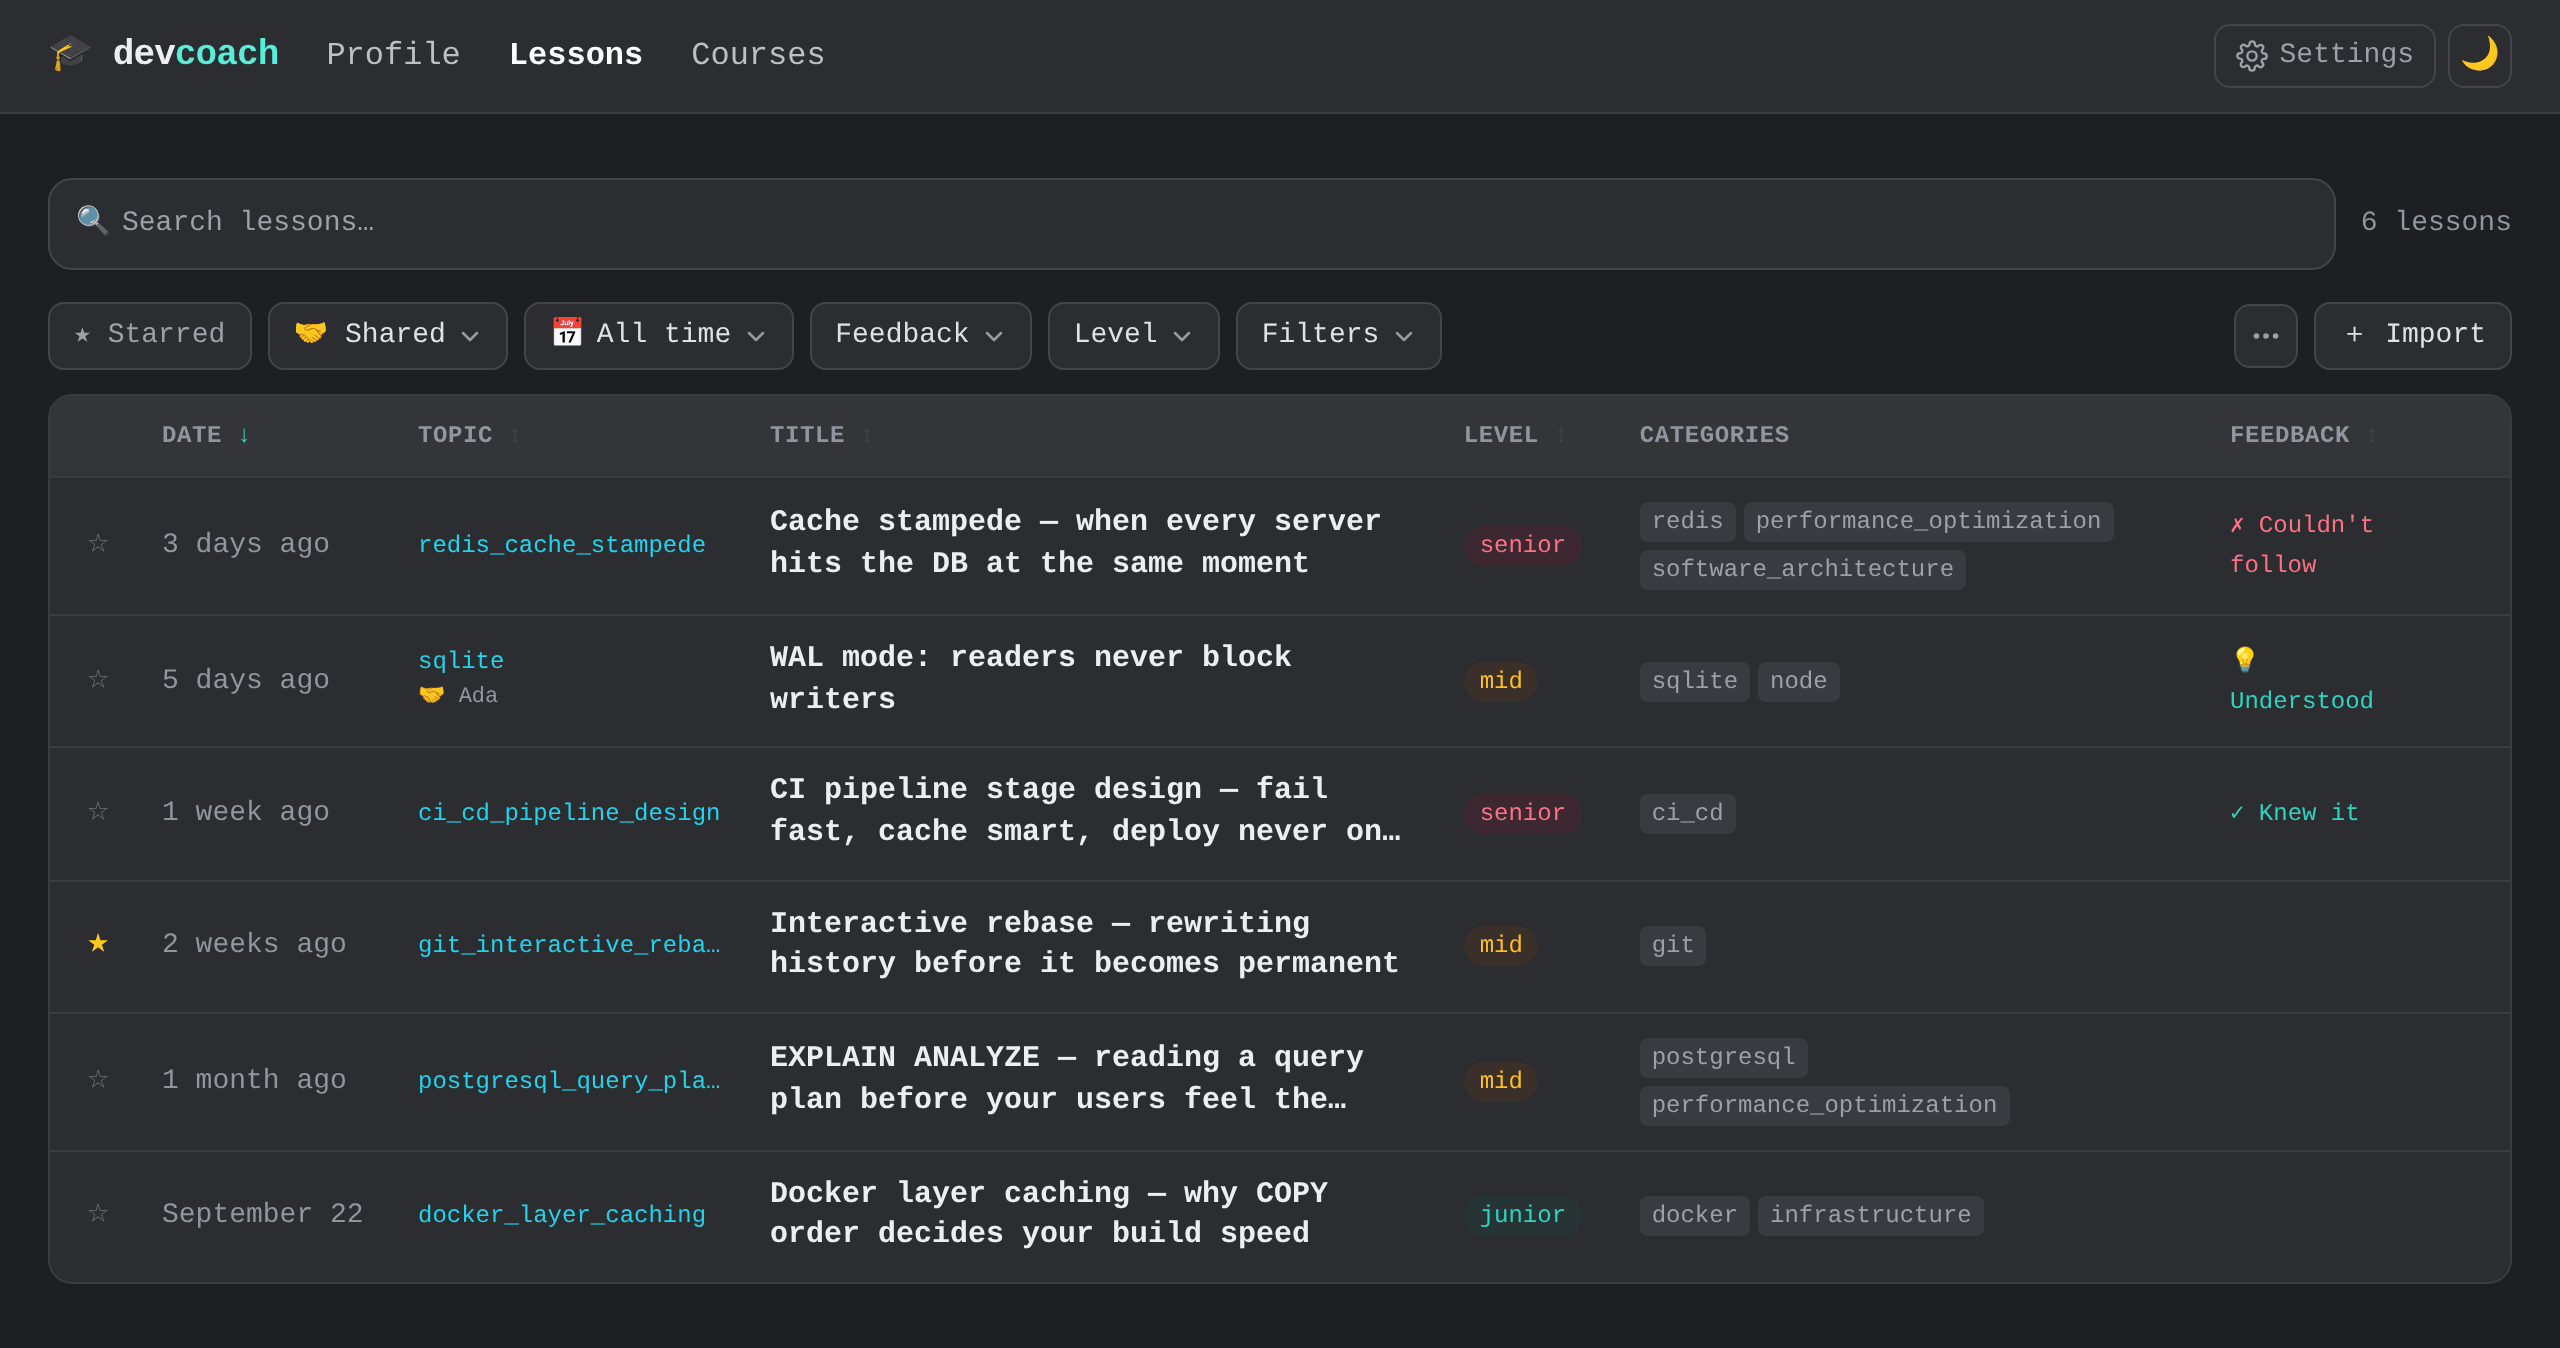 🎓 devcoach Profile Lessons Courses Settings 🌙
🔍 Search lessons… 6 lessons
★ Starred 🤝 Shared 📅 All time Feedback Level Filters ••• + Import
DATE ↓ TOPIC ↕ TITLE ↕ LEVEL ↕ CATEGORIES FEEDBACK ↕
☆ 3 days ago redis_cache_stampede
Cache stampede — when every server
hits the DB at the same moment
senior
redis performance_optimization
software_architecture
✗ Couldn't
follow
☆ 5 days ago
sqlite
🤝 Ada
WAL mode: readers never block
writers
mid
sqlite node
💡
Understood
☆ 1 week ago ci_cd_pipeline_design
CI pipeline stage design — fail
fast, cache smart, deploy never on…
senior
ci_cd
✓ Knew it
★ 2 weeks ago git_interactive_reba…
Interactive rebase — rewriting
history before it becomes permanent
mid
git
☆ 1 month ago postgresql_query_pla…
EXPLAIN ANALYZE — reading a query
plan before your users feel the…
mid
postgresql
performance_optimization
☆ September 22 docker_layer_caching
Docker layer caching — why COPY
order decides your build speed
junior
docker infrastructure